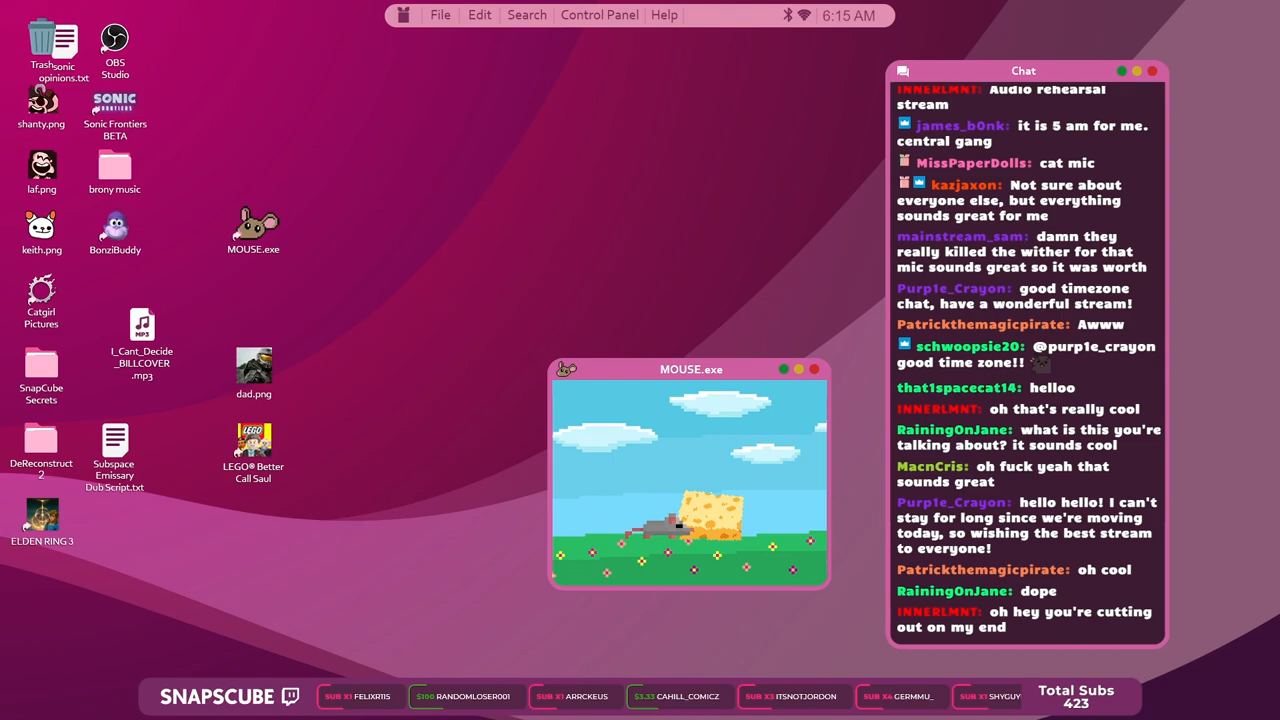 File Edit Search Control Panel Help 6:15 AM
Trash
sonic
opinions.txt
OBS
Studio
shanty.png
SONIC
FRONTIERS
Sonic Frontiers
BETA
laf.png
brony music
keith.png
BonziBuddy
MOUSE.exe
Catgirl
Pictures
MP3
I_Cant_Decide
_BILLCOVER
.mp3
SnapCube
Secrets
dad.png
DeReconstruct
2
Subspace
Emissary
Dub Script.txt
LEGO
LEGO® Better
Call Saul
ELDEN RING 3
MOUSE.exe
Chat
INNERLMNT: Audio rehearsal
stream
james_b0nk: it is 5 am for me.
central gang
MissPaperDolls: cat mic
kazjaxon: Not sure about
everyone else, but everything
sounds great for me
mainstream_sam: damn they
really killed the wither for that
mic sounds great so it was worth
Purp1e_Crayon: good timezone
chat, have a wonderful stream!
Patrickthemagicpirate: Awww
schwoopsie20: @purp1e_crayon
good time zone!!
that1spacecat14: helloo
INNERLMNT: oh that's really cool
RainingOnJane: what is this you're
talking about? it sounds cool
MacnCris: oh fuck yeah that
sounds great
Purp1e_Crayon: hello hello! I can't
stay for long since we're moving
today, so wishing the best stream
to everyone!
Patrickthemagicpirate: oh cool
RainingOnJane: dope
INNERLMNT: oh hey you're cutting
out on my end
SNAPSCUBE
SUB X1 FELIXR115
$100 RANDOMLOSER001
SUB X1 ARRCKEUS
$3.33 CAHILL_COMICZ
SUB X3 ITSNOTJORDON
SUB X4 GERMMU_
SUB X1 SHYGUY
Total Subs
423